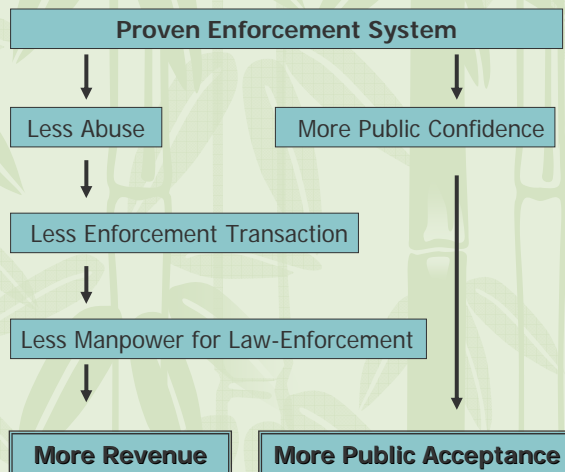 Proven Enforcement System
Less Abuse
More Public Confidence
Less Enforcement Transaction
Less Manpower for Law-Enforcement
More Revenue
More Public Acceptance